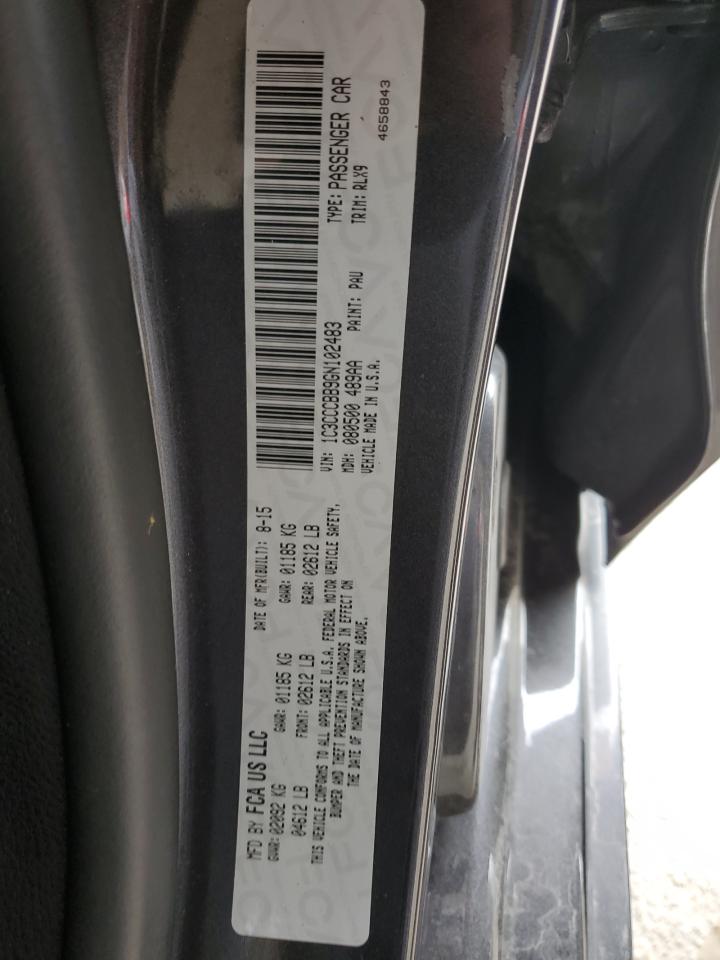 MFD BY FCA US LLC
DATE OF MFR(BUILT): 8-15
GVWR: 02092 KG
GAWR: 01185 KG
GAWR: 01185 KG
04612 LB
FRONT: 02612 LB
REAR: 02612 LB
THIS VEHICLE CONFORMS TO ALL APPLICABLE U.S.A. FEDERAL MOTOR VEHICLE SAFETY,
BUMPER AND THEFT PREVENTION STANDARDS IN EFFECT ON
THE DATE OF MANUFACTURE SHOWN ABOVE.
VIN: 1C3CCCBB9GN102483
TYPE: PASSENGER CAR
MDH: 080500 489AA
PAINT: PAU
TRIM: RLX9
VEHICLE MADE IN U.S.A.
4658843